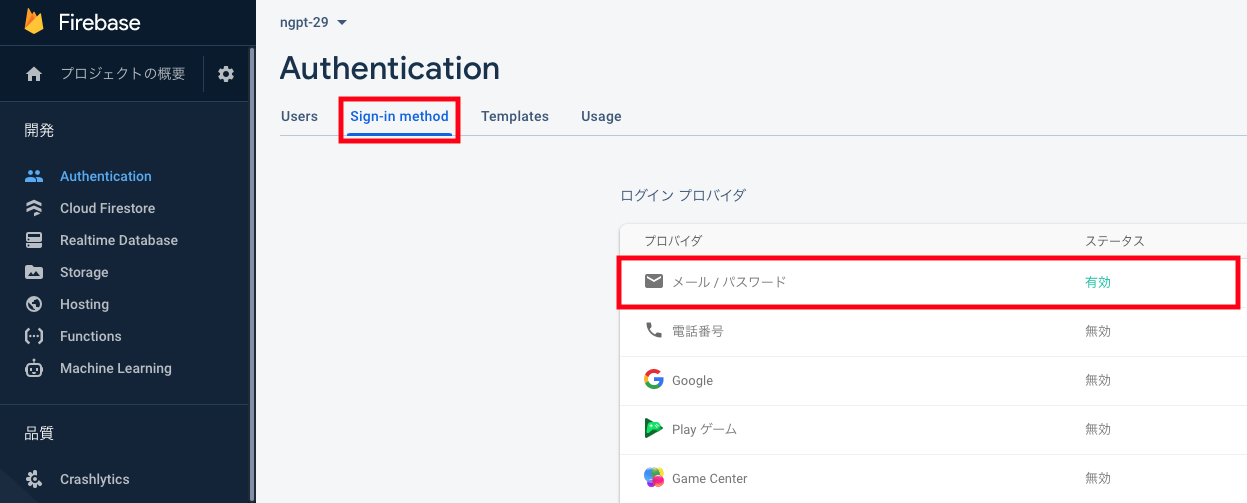 Firebase
プロジェクトの概要
開発
Authentication
Cloud Firestore
Realtime Database
Storage
Hosting
Functions
Machine Learning
品質
Crashlytics
ngpt-29
Authentication
Users Sign-in method Templates Usage
ログイン プロバイダ
プロバイダ ステータス
メール / パスワード 有効
電話番号 無効
Google 無効
Play ゲーム 無効
Game Center 無効